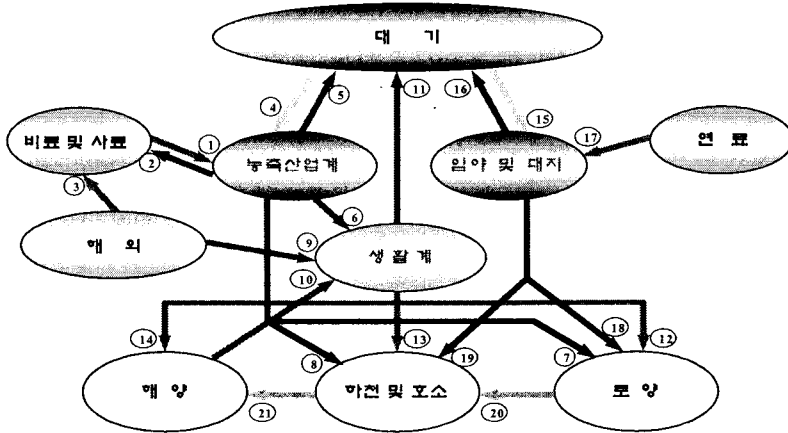 대 기
4
5
11
16
15
비료 및 사료
1
2
3
농축산업계
임야 및 대지
17
연 료
해 외
6
9
생 활 계
10
14
13
18
12
8
19
7
해 양
하천 및 호소
토 양
21
20